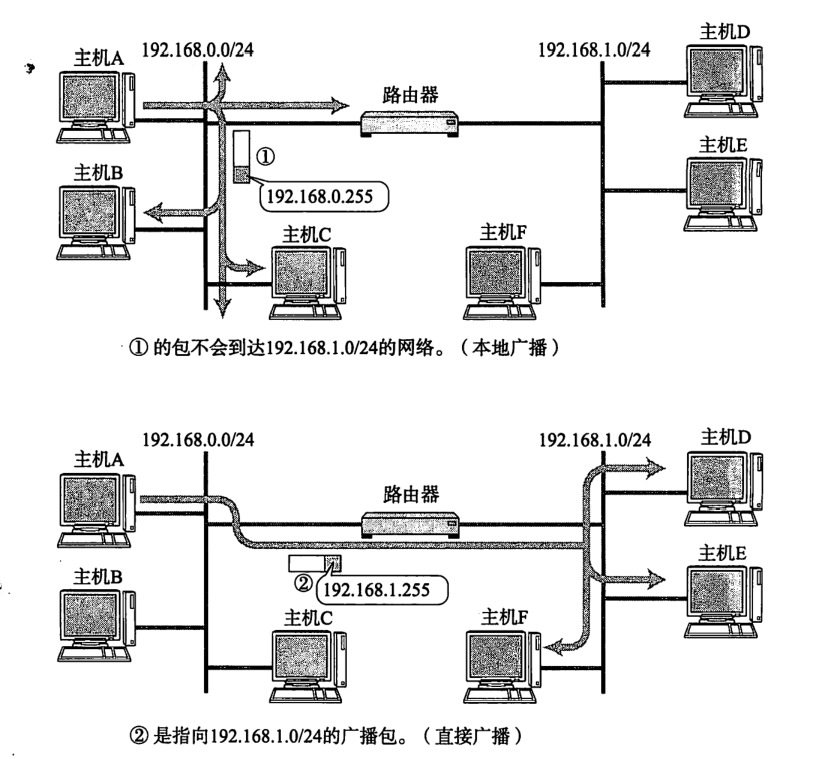 192.168.0.0/24
192.168.1.0/24
主机D
主机A
路由器
主机E
①
主机B
192.168.0.255
主机C
主机F
① 的包不会到达192.168.1.0/24的网络。(本地广播)
192.168.0.0/24
192.168.1.0/24
主机D
主机A
路由器
主机E
主机B
② 192.168.1.255
主机C
主机F
② 是指向192.168.1.0/24的广播包。(直接广播)